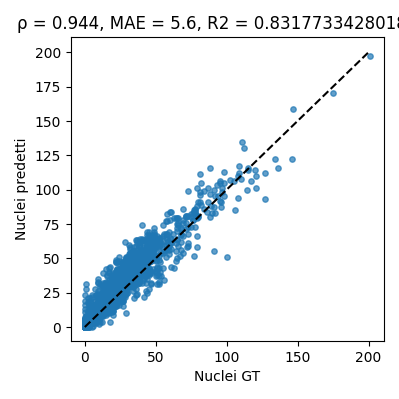 ρ = 0.944, MAE = 5.6, R2 = 0.8317733428018
Nuclei predetti
200
175
150
125
100
75
50
25
0
0 50 100 150 200
Nuclei GT